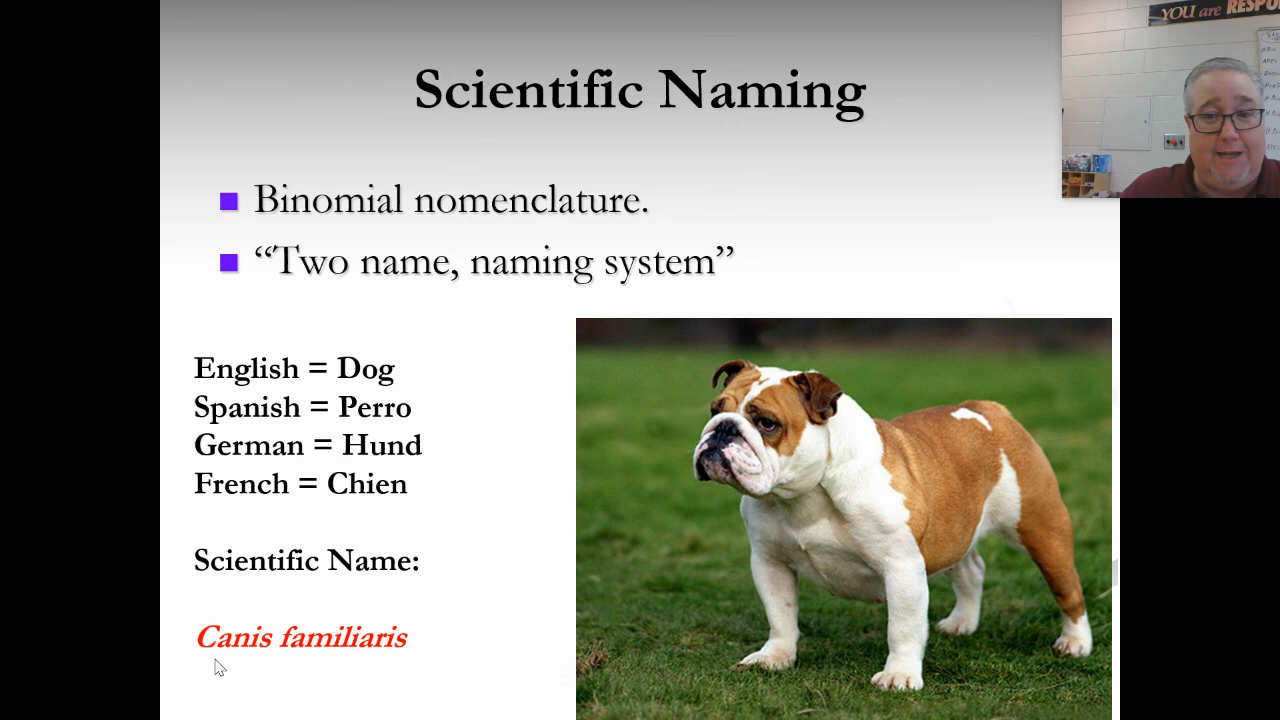 Scientific Naming
YOU are RESPO
Binomial nomenclature.
“Two name, naming system”
English = Dog
Spanish = Perro
German = Hund
French = Chien
Scientific Name:
Canis familiaris